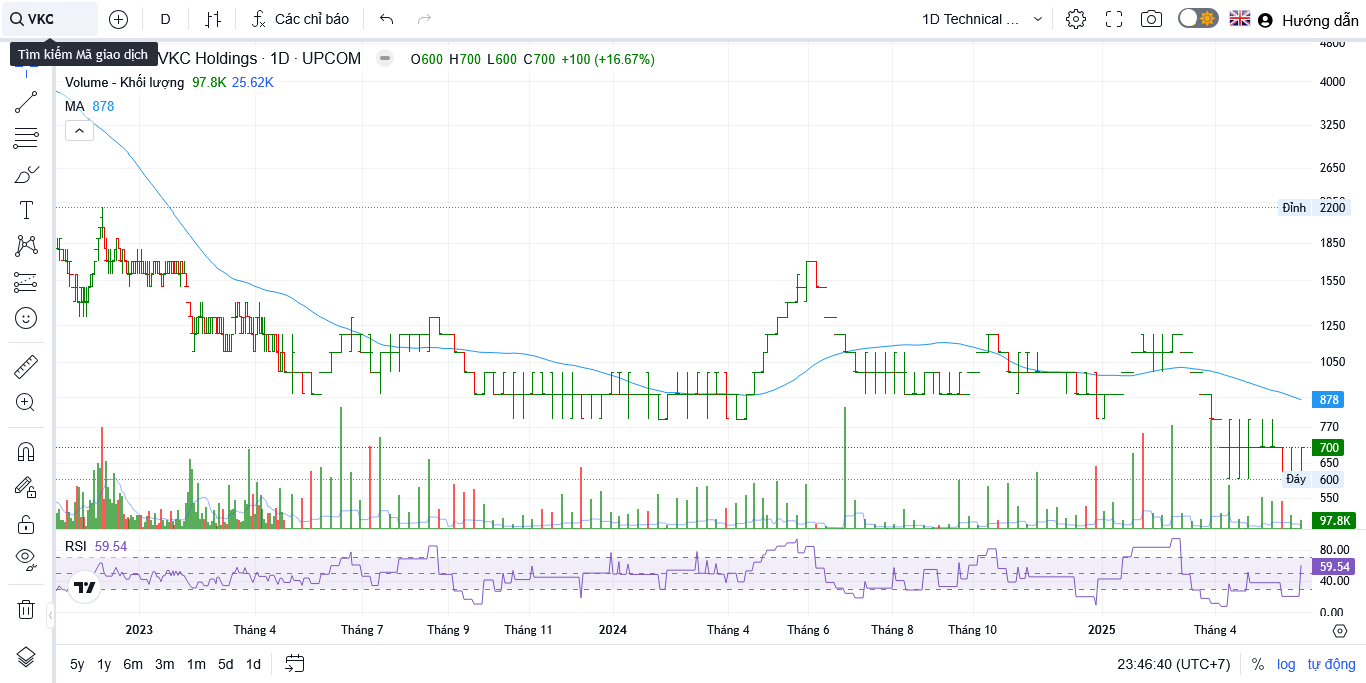 VKC
D
Các chỉ báo
1D Technical ...
Hướng dẫn
Tìm kiếm Mã giao dịch
VKC Holdings · 1D · UPCOM
O600 H700 L600 C700 +100 (+16.67%)
Volume - Khối lượng 97.8K 25.62K
MA 878
4800
4000
3250
2650
Đỉnh 2200
1850
1550
1250
1050
878
770
700
650
Đáy 600
550
97.8K
RSI 59.54
80.00
59.54
40.00
0.00
2023 Tháng 4 Tháng 7 Tháng 9 Tháng 11 2024 Tháng 4 Tháng 6 Tháng 8 Tháng 10 2025 Tháng 4
5y 1y 6m 3m 1m 5d 1d
23:46:40 (UTC+7) % log tự động